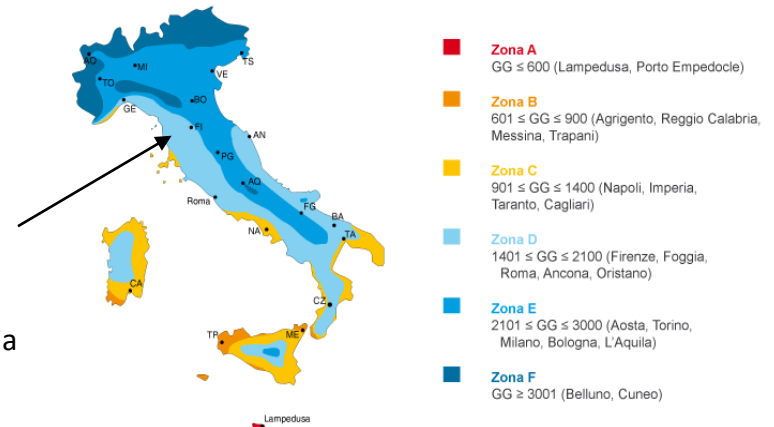 AO
MI
TS
TO
VE
GE
BO
FI
AN
PG
AQ
Roma
FG
BA
NA
TA
CA
CZ
TP
ME
Lampedusa
ia
Zona A
GG ≤ 600 (Lampedusa, Porto Empedocle)
Zona B
601 ≤ GG ≤ 900 (Agrigento, Reggio Calabria,
Messina, Trapani)
Zona C
901 ≤ GG ≤ 1400 (Napoli, Imperia,
Taranto, Cagliari)
Zona D
1401 ≤ GG ≤ 2100 (Firenze, Foggia,
Roma, Ancona, Oristano)
Zona E
2101 ≤ GG ≤ 3000 (Aosta, Torino,
Milano, Bologna, L'Aquila)
Zona F
GG ≥ 3001 (Belluno, Cuneo)